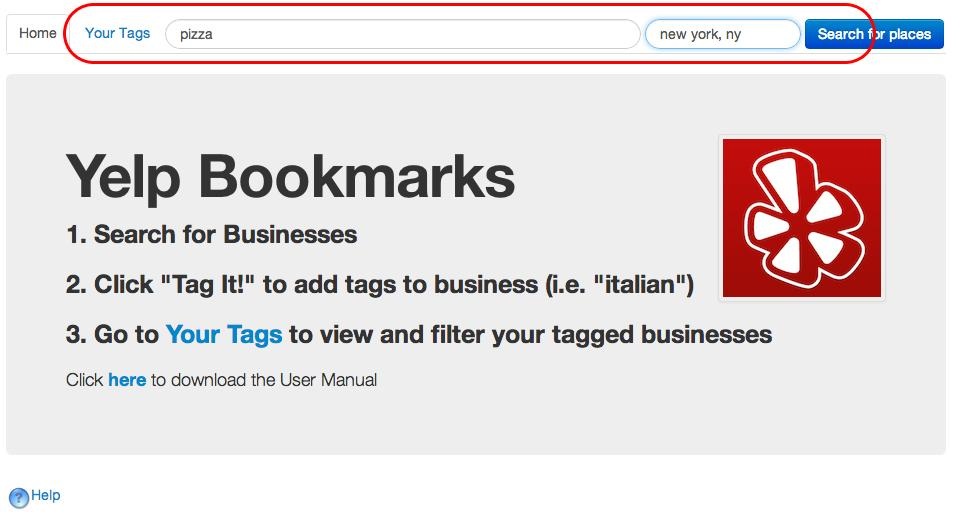 Home Your Tags pizza new york, ny Search for places
Yelp Bookmarks
1. Search for Businesses
2. Click "Tag It!" to add tags to business (i.e. "italian")
3. Go to Your Tags to view and filter your tagged businesses
Click here to download the User Manual
? Help